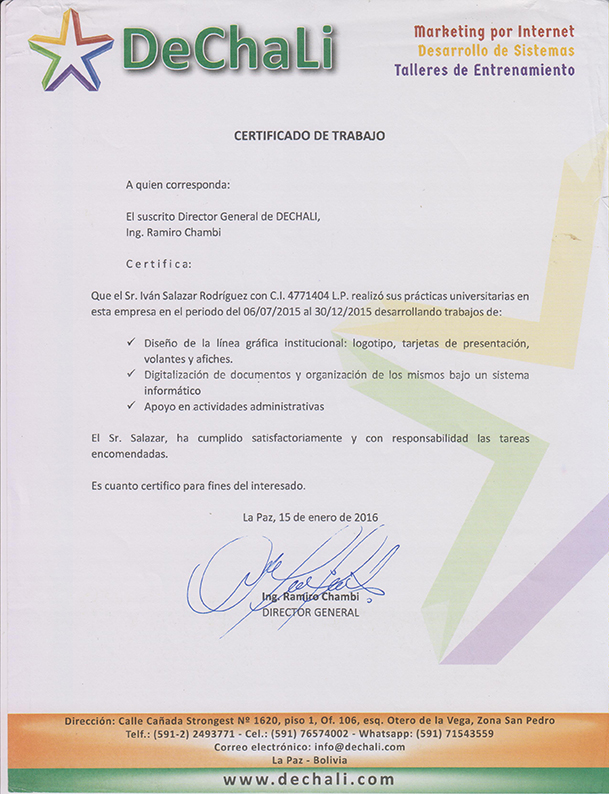 DeChaLi
Marketing por Internet
Desarrollo de Sistemas
Talleres de Entrenamiento
CERTIFICADO DE TRABAJO
A quien corresponda:
El suscrito Director General de DECHALI,
Ing. Ramiro Chambi
Certifica:
Que el Sr. Iván Salazar Rodríguez con C.I. 4771404 L.P. realizó sus prácticas universitarias en
esta empresa en el periodo del 06/07/2015 al 30/12/2015 desarrollando trabajos de:
✓ Diseño de la línea gráfica institucional: logotipo, tarjetas de presentación,
volantes y afiches.
✓ Digitalización de documentos y organización de los mismos bajo un sistema
informático
✓ Apoyo en actividades administrativas
El Sr. Salazar, ha cumplido satisfactoriamente y con responsabilidad las tareas
encomendadas.
Es cuanto certifico para fines del interesado.
La Paz, 15 de enero de 2016
Ing. Ramiro Chambi
DIRECTOR GENERAL
Dirección: Calle Cañada Strongest Nº 1620, piso 1, Of. 106, esq. Otero de la Vega, Zona San Pedro
Telf.: (591-2) 2493771 - Cel.: (591) 76574002 - Whatsapp: (591) 71543559
Correo electrónico: info@dechali.com
La Paz - Bolivia
www.dechali.com